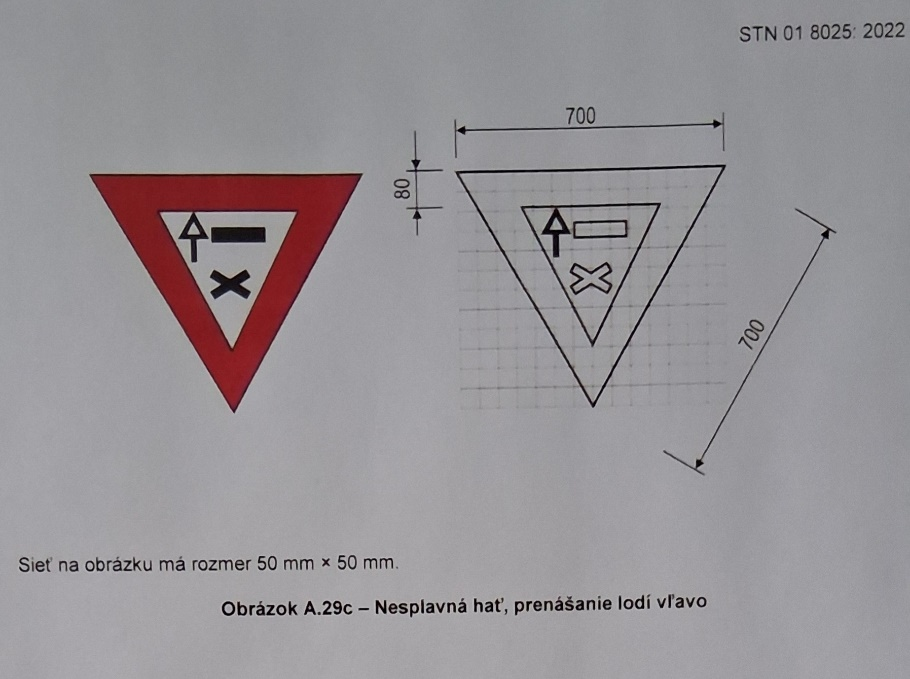 STN 01 8025: 2022
700
80
700
Sieť na obrázku má rozmer 50 mm × 50 mm.
Obrázok A.29c – Nesplavná hať, prenášanie lodí vľavo